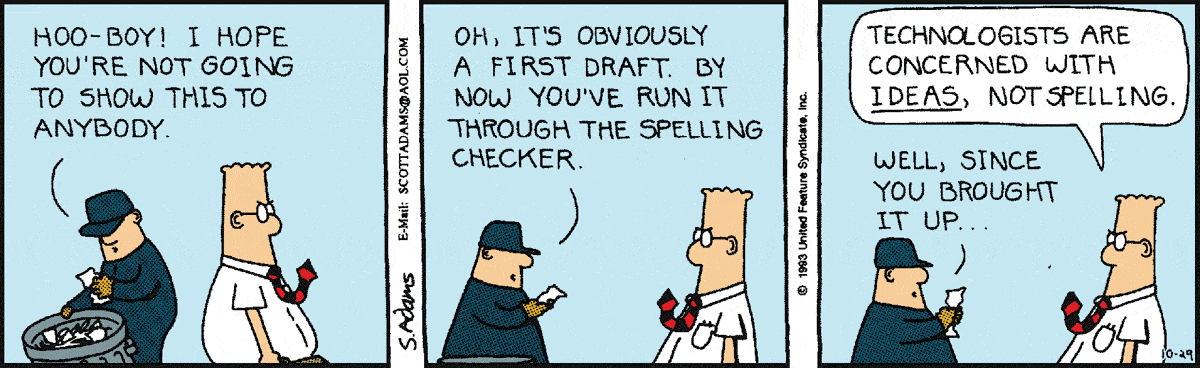 HOO-BOY! I HOPE
YOU'RE NOT GOING
TO SHOW THIS TO
ANYBODY.
E-Mail: SCOTTADAMS@AOL.COM
S. Adams
OH, IT'S OBVIOUSLY
A FIRST DRAFT. BY
NOW YOU'VE RUN IT
THROUGH THE SPELLING
CHECKER.
© 1993 United Feature Syndicate, Inc.
TECHNOLOGISTS ARE
CONCERNED WITH
IDEAS, NOT SPELLING.
WELL, SINCE
YOU BROUGHT
IT UP...
10-29